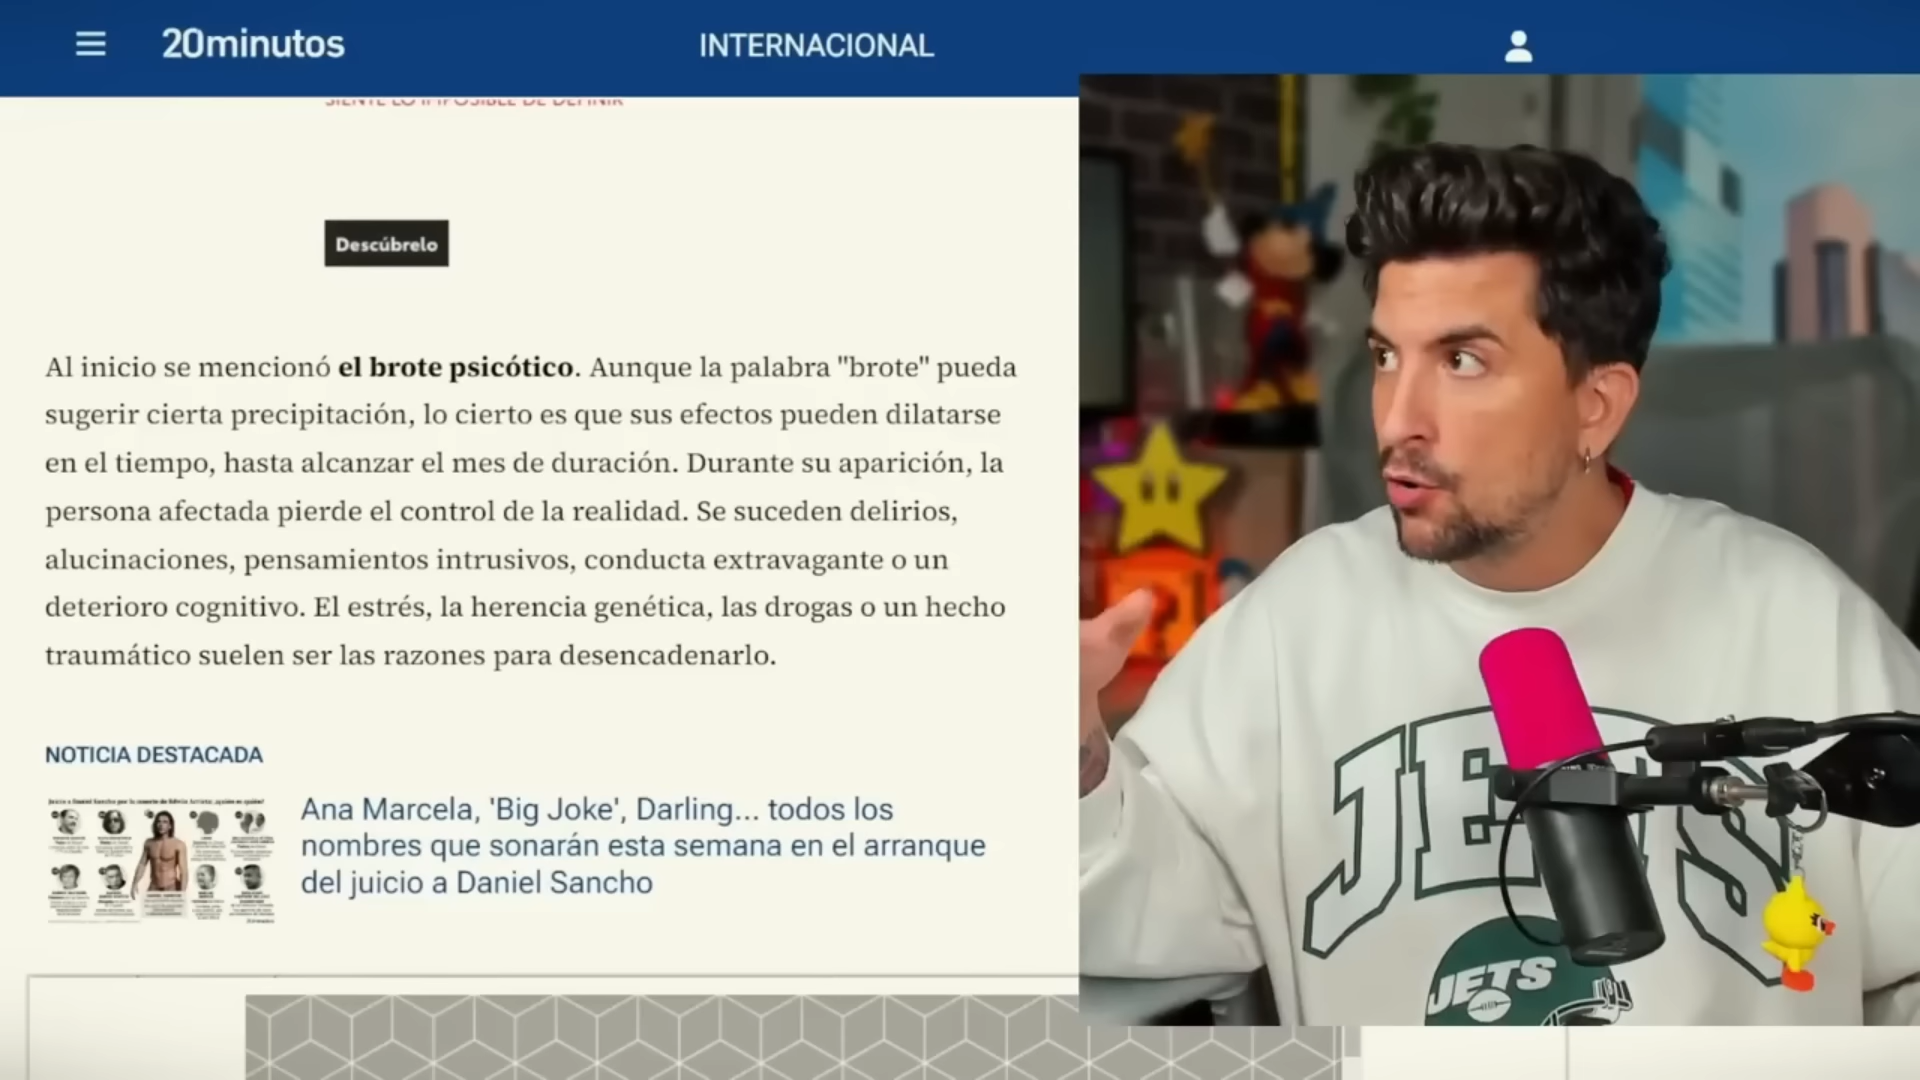 20minutos
INTERNACIONAL
SIENTE LO IMPOSIBLE DE DEFINIR
Descúbrelo
Al inicio se mencionó el brote psicótico. Aunque la palabra "brote" pueda
sugerir cierta precipitación, lo cierto es que sus efectos pueden dilatarse
en el tiempo, hasta alcanzar el mes de duración. Durante su aparición, la
persona afectada pierde el control de la realidad. Se suceden delirios,
alucinaciones, pensamientos intrusivos, conducta extravagante o un
deterioro cognitivo. El estrés, la herencia genética, las drogas o un hecho
traumático suelen ser las razones para desencadenarlo.
NOTICIA DESTACADA
Ana Marcela, 'Big Joke', Darling... todos los
nombres que sonarán esta semana en el arranque
del juicio a Daniel Sancho
JETS
JETS